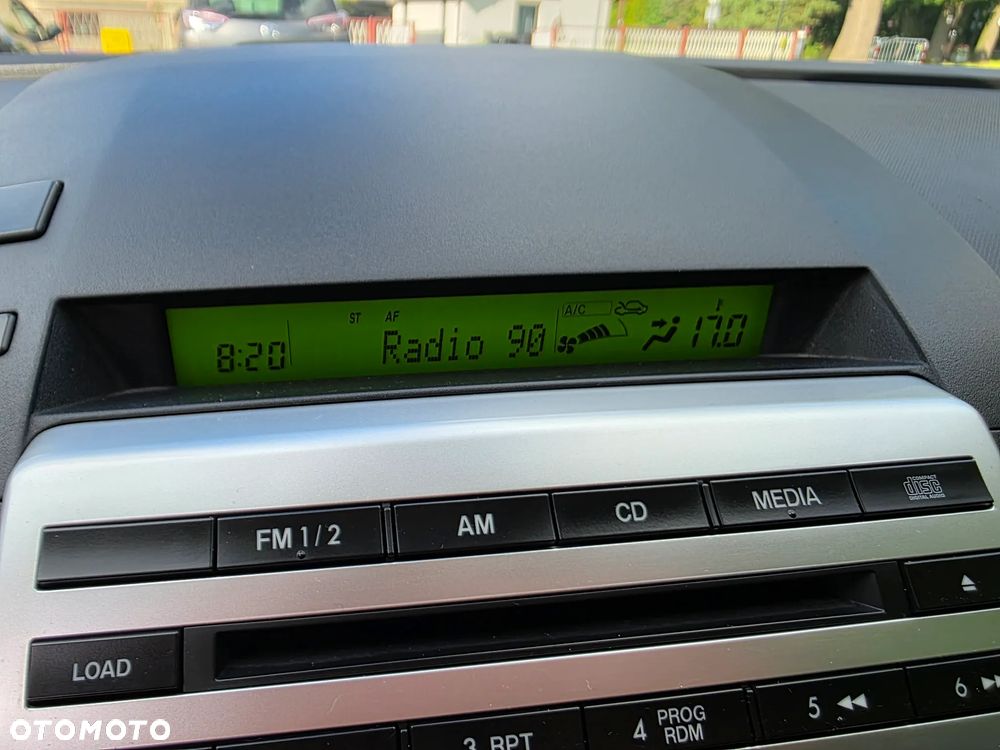 ST AF A/C
8:20 Radio 90 17.0
FM 1/2 AM CD MEDIA COMPACT disc DIGITAL AUDIO
LOAD
3 RPT 4 PROG RDM 5 6
OTOMOTO